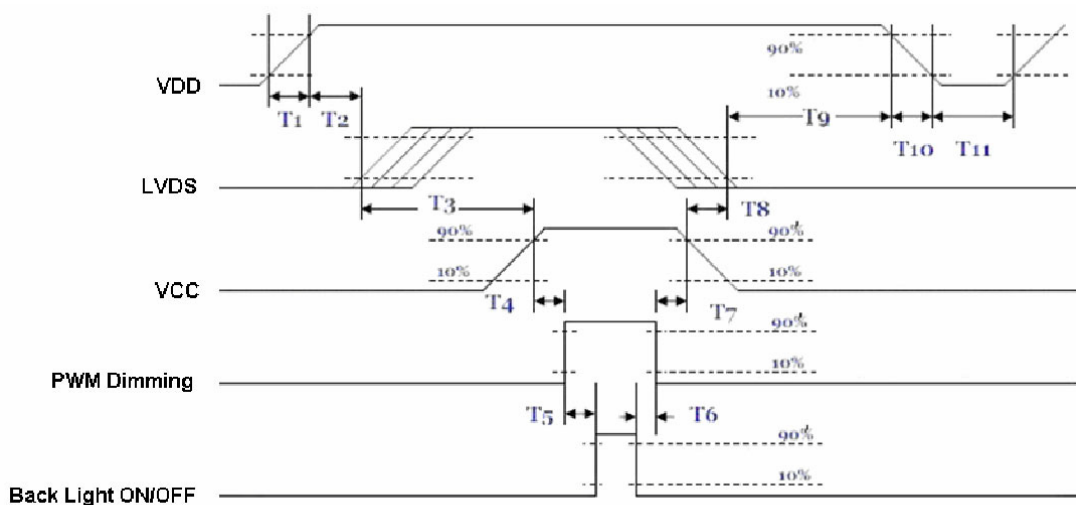 90%
VDD
10%
T1 T2 T9
T10 T11
LVDS
T3 T8
90% 90%
10% 10%
VCC
T4 T7
90%
10%
PWM Dimming
T5 T6
90%
10%
Back Light ON/OFF